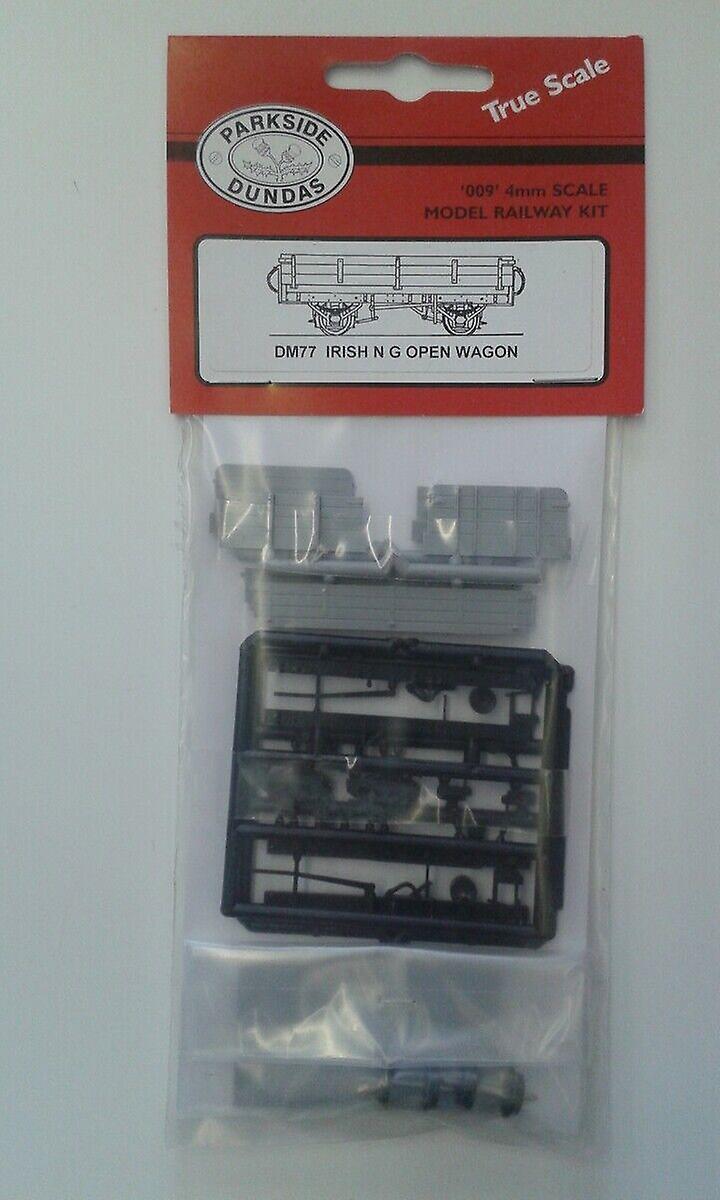 True Scale
PARKSIDE
DUNDAS
'009' 4mm SCALE
MODEL RAILWAY KIT
DM77 IRISH N G OPEN WAGON